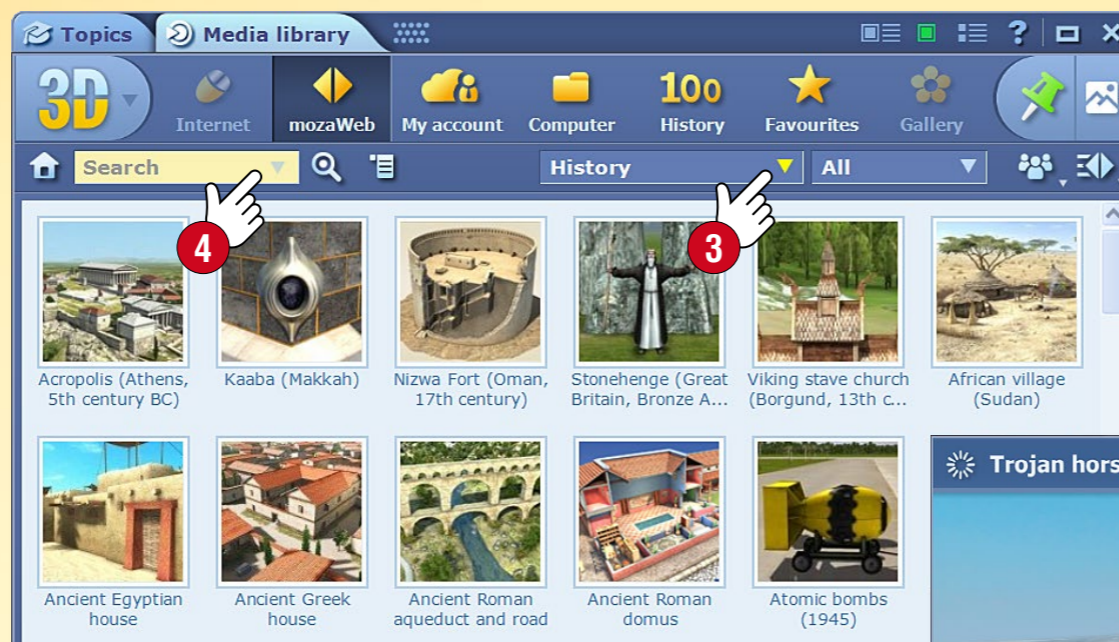 Topics Media library ?
3D Internet mozaWeb My account Computer 100 History Favourites Gallery
Search History All
4 3
Acropolis (Athens, 5th century BC)
Kaaba (Makkah)
Nizwa Fort (Oman, 17th century)
Stonehenge (Great Britain, Bronze A...
Viking stave church (Borgund, 13th c...
African village (Sudan)
Trojan hors
Ancient Egyptian house
Ancient Greek house
Ancient Roman aqueduct and road
Ancient Roman domus
Atomic bombs (1945)